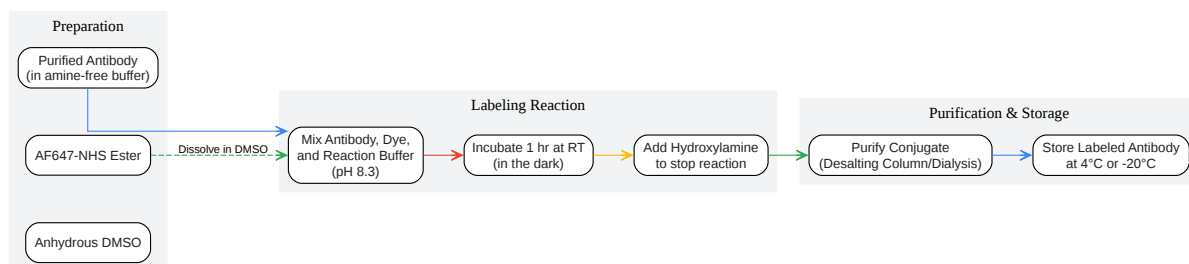 Preparation
Purified Antibody
(in amine-free buffer)
AF647-NHS Ester
Anhydrous DMSO
Dissolve in DMSO
Labeling Reaction
Mix Antibody, Dye,
and Reaction Buffer
(pH 8.3)
Incubate 1 hr at RT
(in the dark)
Add Hydroxylamine
to stop reaction
Purification & Storage
Purify Conjugate
(Desalting Column/Dialysis)
Store Labeled Antibody
at 4°C or -20°C